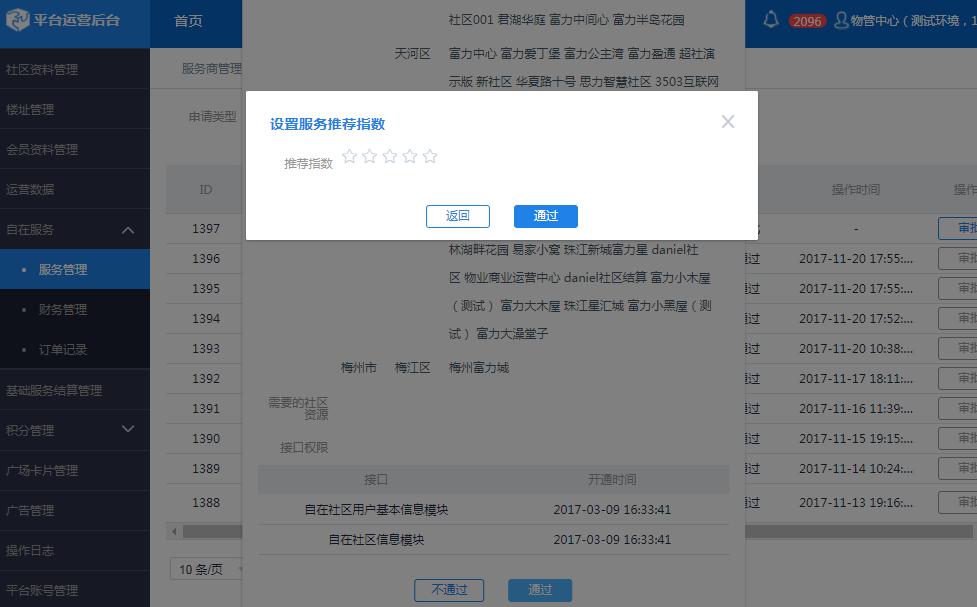 平台运营后台
首页
2096
物管中心（测试环境，1
社区资料管理
楼址管理
会员资料管理
运营数据
自在服务
服务管理
财务管理
订单记录
基础服务结算管理
积分管理
广场卡片管理
广告管理
操作日志
平台账号管理
服务商管理
申请类型
社区001 君湖华庭 富力中间心 富力半岛花园
天河区 富力中心 富力爱丁堡 富力公主湾 富力盈通 超社演
示版 新社区 华夏路十号 思力智慧社区 3503互联网
设置服务推荐指数
推荐指数
返回 通过
林湖畔花园 易家小窝 珠江新城富力星 daniel社
区 物业商业运营中心 daniel社区结算 富力小木屋
（测试） 富力大木屋 珠江星汇城 富力小黑屋（测
试） 富力大澡堂子
梅州市 梅江区 梅州富力城
需要的社区
资源
接口权限
接口 开通时间
自在社区用户基本信息模块 2017-03-09 16:33:41
自在社区信息模块 2017-03-09 16:33:41
不通过 通过
ID 操作时间 操作
1397 - 审批
1396 通过 2017-11-20 17:55:... 审批
1395 通过 2017-11-20 17:55:... 审批
1394 通过 2017-11-20 17:52:... 审批
1393 通过 2017-11-20 10:38:... 审批
1392 通过 2017-11-17 18:11:... 审批
1391 通过 2017-11-16 11:39:... 审批
1390 通过 2017-11-15 19:15:... 审批
1389 通过 2017-11-14 10:24:... 审批
1388 通过 2017-11-13 19:16:... 审批
10 条/页